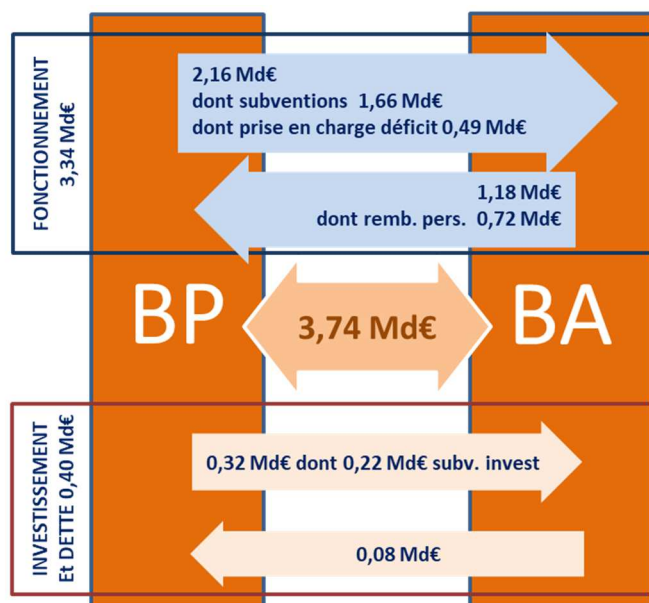 FONCTIONNEMENT
3,34 Md€
2,16 Md€
dont subventions 1,66 Md€
dont prise en charge déficit 0,49 Md€
1,18 Md€
dont remb. pers. 0,72 Md€
BP
3,74 Md€
BA
INVESTISSEMENT
Et DETTE 0,40 Md€
0,32 Md€ dont 0,22 Md€ subv. invest
0,08 Md€